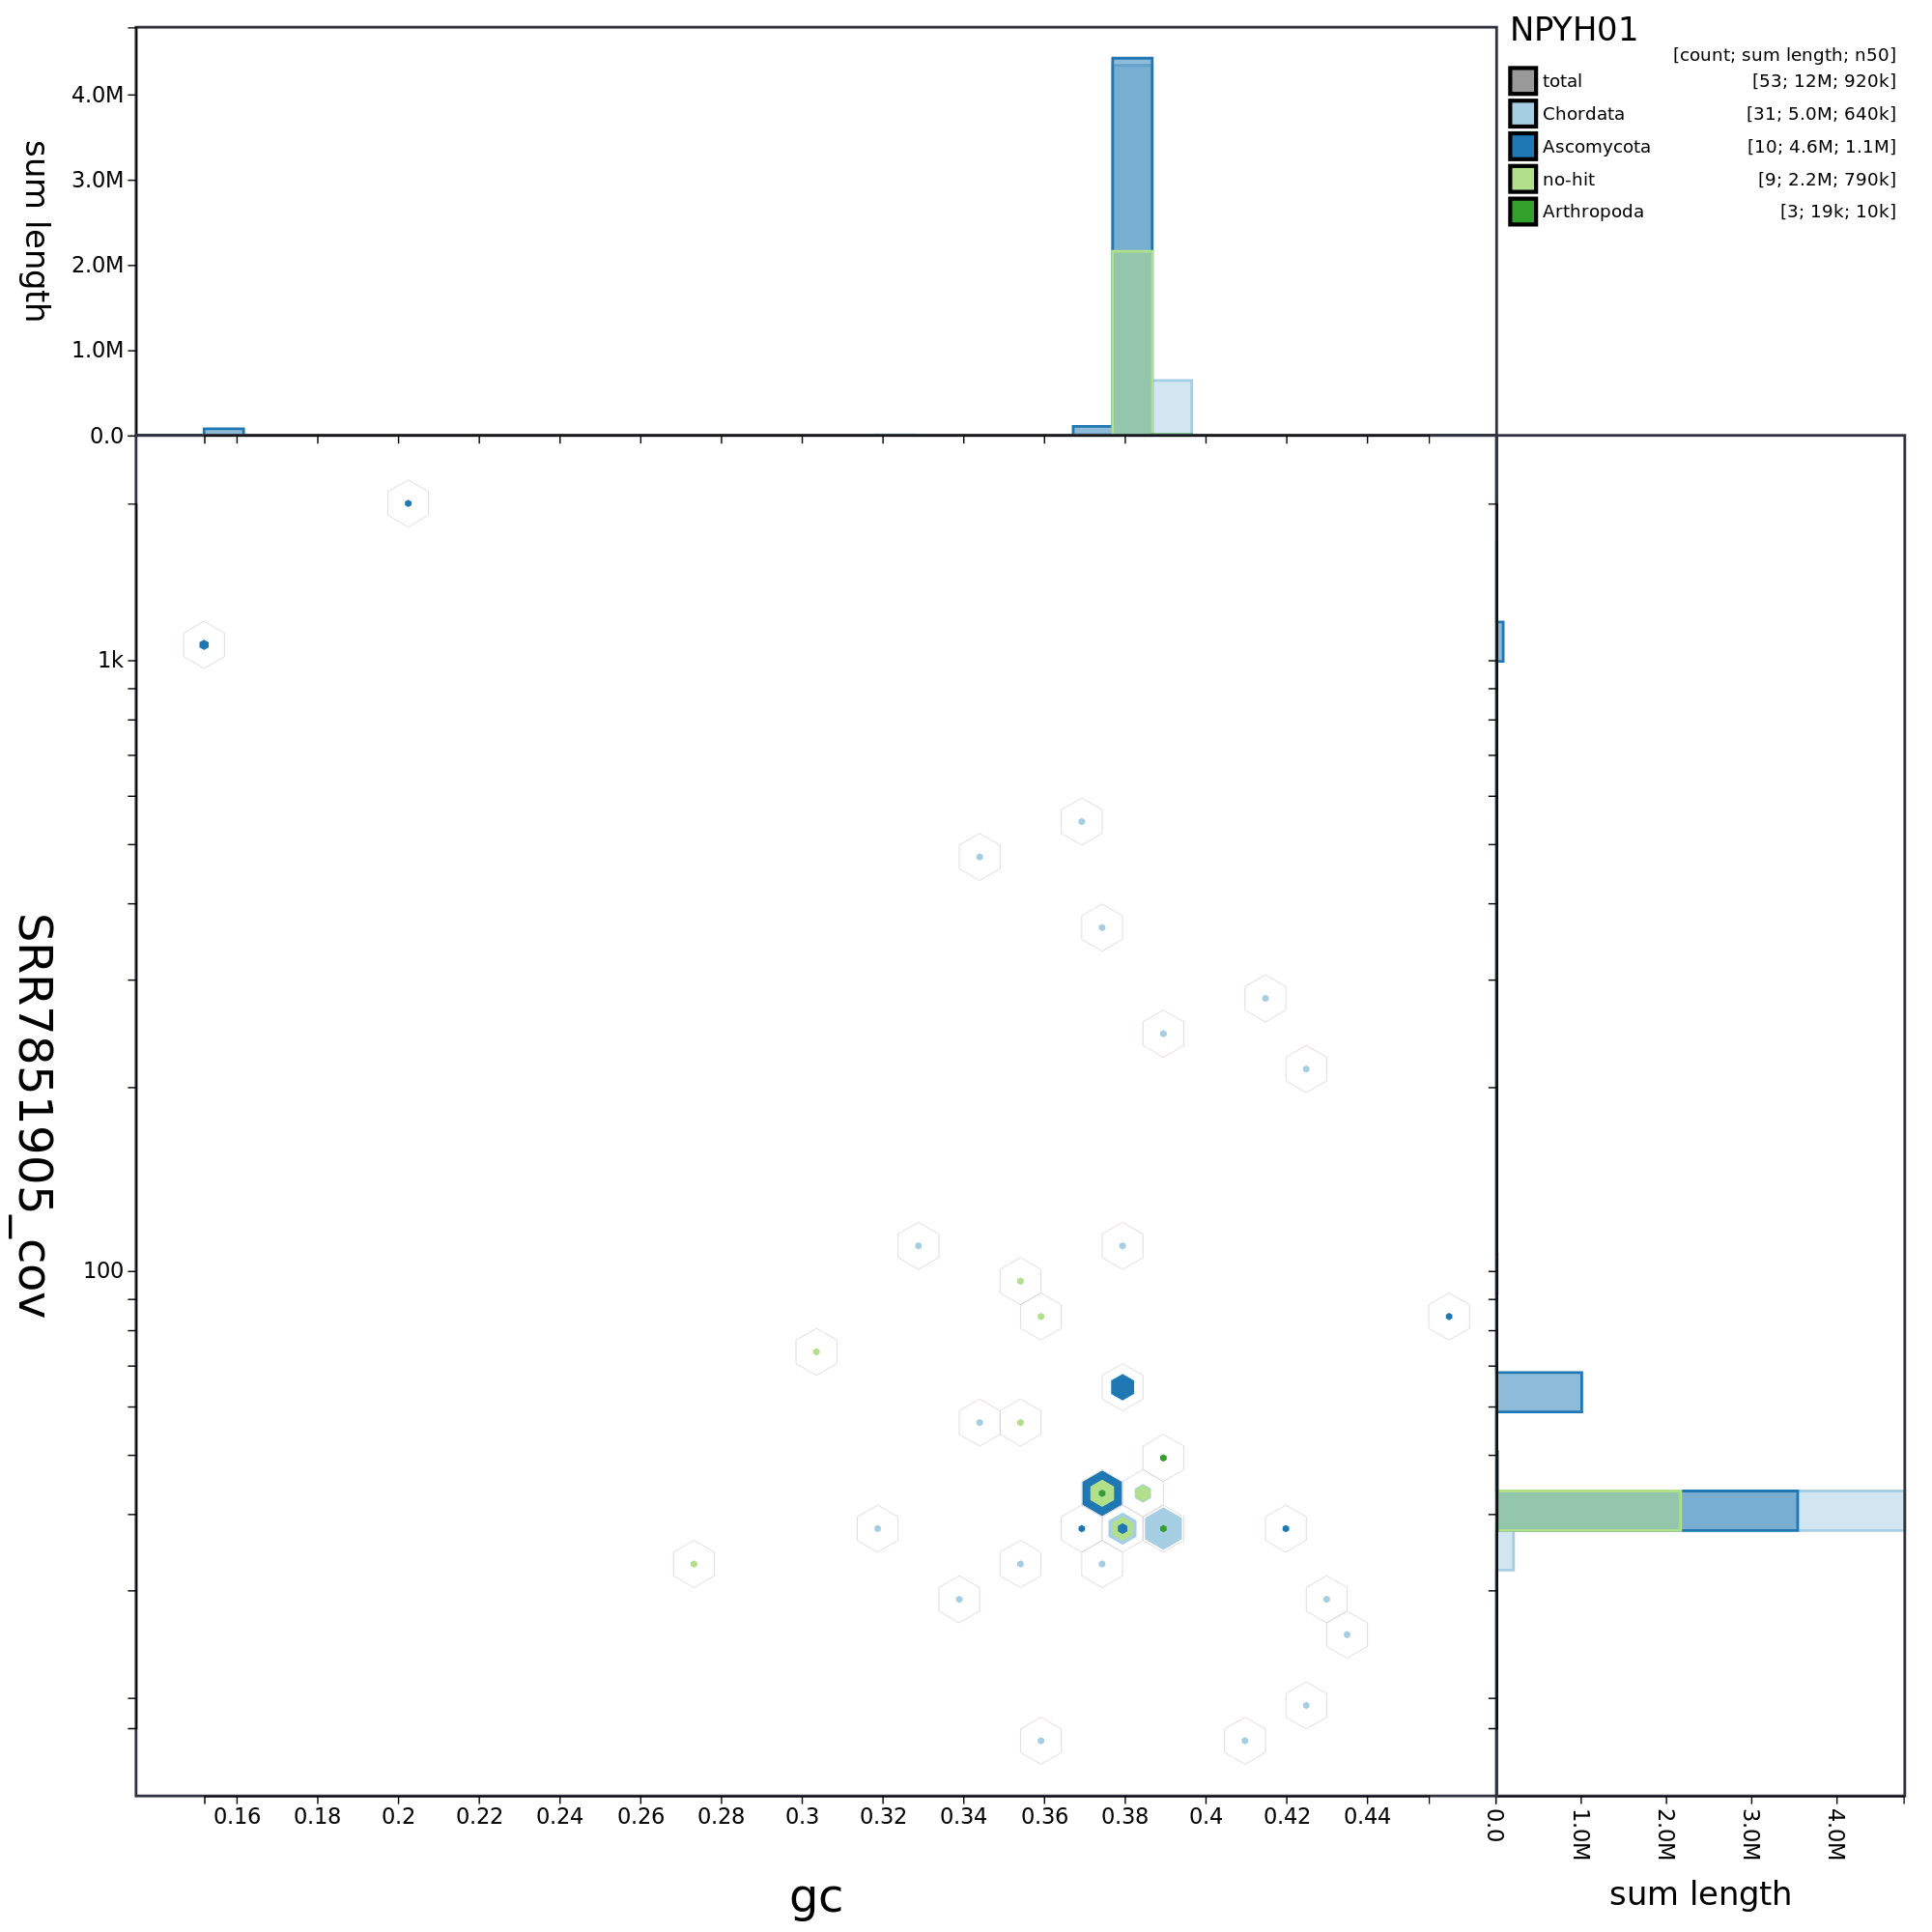 NPYH01
[count; sum length; n50]
total [53; 12M; 920k]
Chordata [31; 5.0M; 640k]
Ascomycota [10; 4.6M; 1.1M]
no-hit [9; 2.2M; 790k]
Arthropoda [3; 19k; 10k]
sum length
4.0M
3.0M
2.0M
1.0M
0.0
SRR7851905_cov
1k
100
0.16 0.18 0.2 0.22 0.24 0.26 0.28 0.3 0.32 0.34 0.36 0.38 0.4 0.42 0.44
gc
0.0 1.0M 2.0M 3.0M 4.0M
sum length